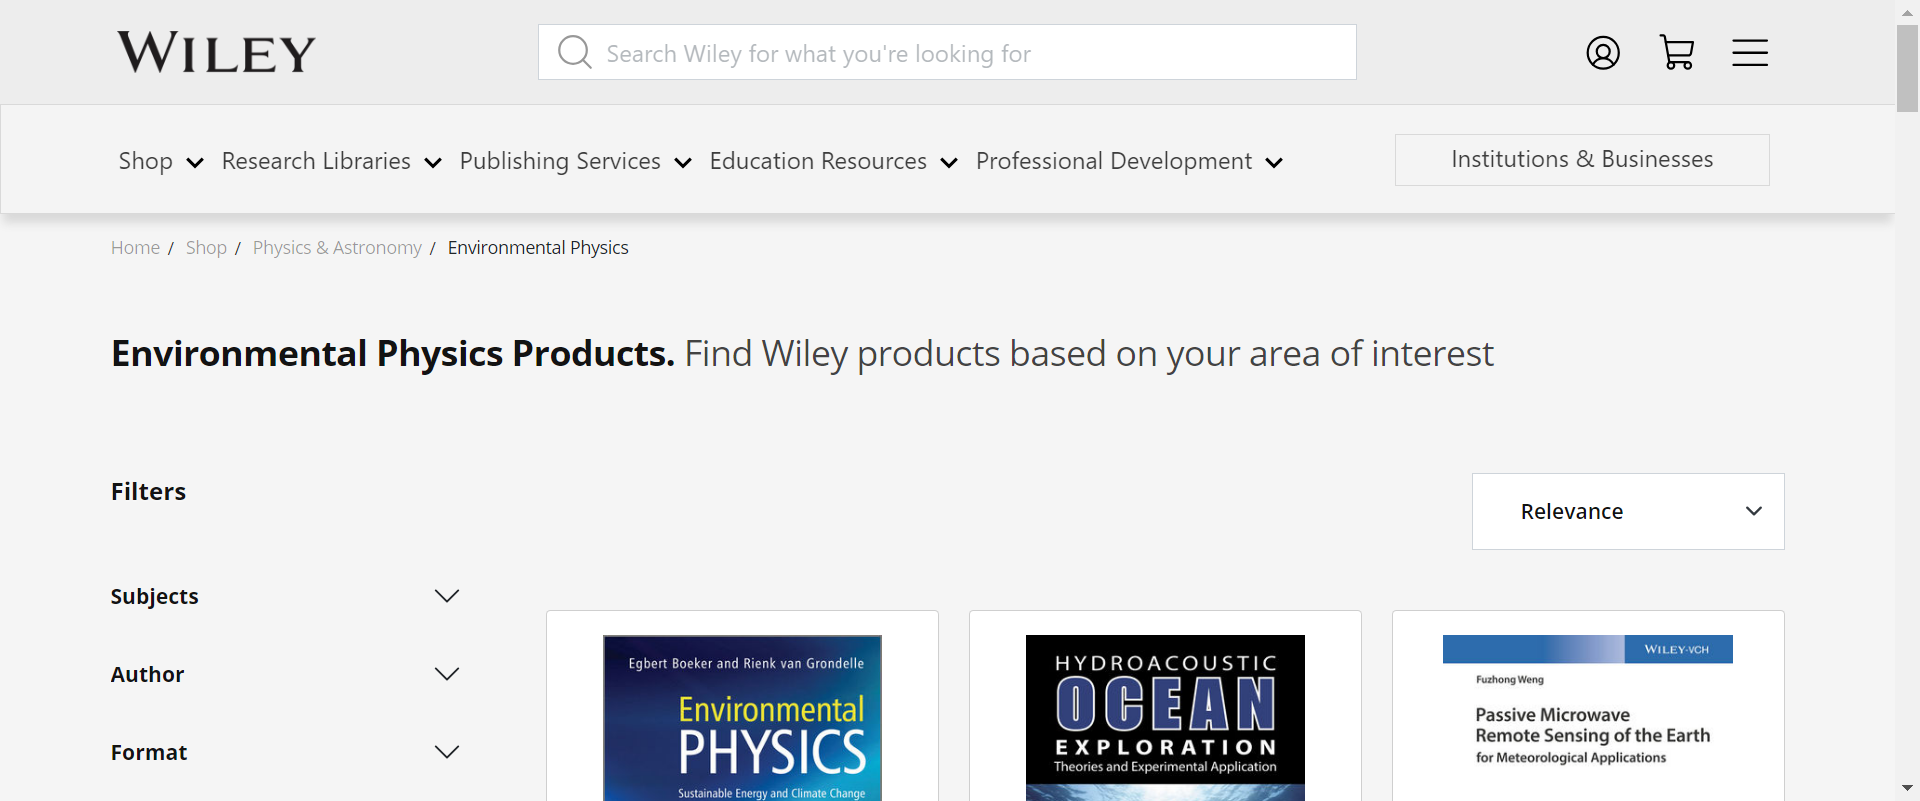 WILEY
Search Wiley for what you're looking for
Shop Research Libraries Publishing Services Education Resources Professional Development Institutions & Businesses
Home / Shop / Physics & Astronomy / Environmental Physics
Environmental Physics Products. Find Wiley products based on your area of interest
Filters
Relevance
Subjects
Author
Format
Egbert Boeker and Rienk van Grondelle
Environmental
PHYSICS
Sustainable Energy and Climate Change
HYDROACOUSTIC
OCEAN
EXPLORATION
Theories and Experimental Application
WILEY-VCH
Fuzhong Weng
Passive Microwave
Remote Sensing of the Earth
for Meteorological Applications